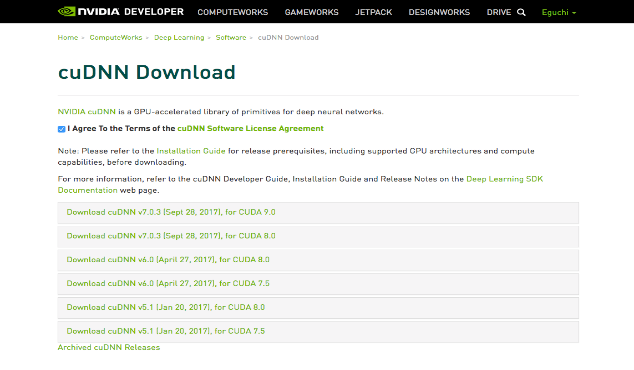 NVIDIA DEVELOPER COMPUTEWORKS GAMEWORKS JETPACK DESIGNWORKS DRIVE Eguchi
Home » ComputeWorks » Deep Learning » Software » cuDNN Download
cuDNN Download
NVIDIA cuDNN is a GPU-accelerated library of primitives for deep neural networks.
I Agree To the Terms of the cuDNN Software License Agreement
Note: Please refer to the Installation Guide for release prerequisites, including supported GPU architectures and compute
capabilities, before downloading.
For more information, refer to the cuDNN Developer Guide, Installation Guide and Release Notes on the Deep Learning SDK
Documentation web page.
Download cuDNN v7.0.3 (Sept 28, 2017), for CUDA 9.0
Download cuDNN v7.0.3 (Sept 28, 2017), for CUDA 8.0
Download cuDNN v6.0 (April 27, 2017), for CUDA 8.0
Download cuDNN v6.0 (April 27, 2017), for CUDA 7.5
Download cuDNN v5.1 (Jan 20, 2017), for CUDA 8.0
Download cuDNN v5.1 (Jan 20, 2017), for CUDA 7.5
Archived cuDNN Releases